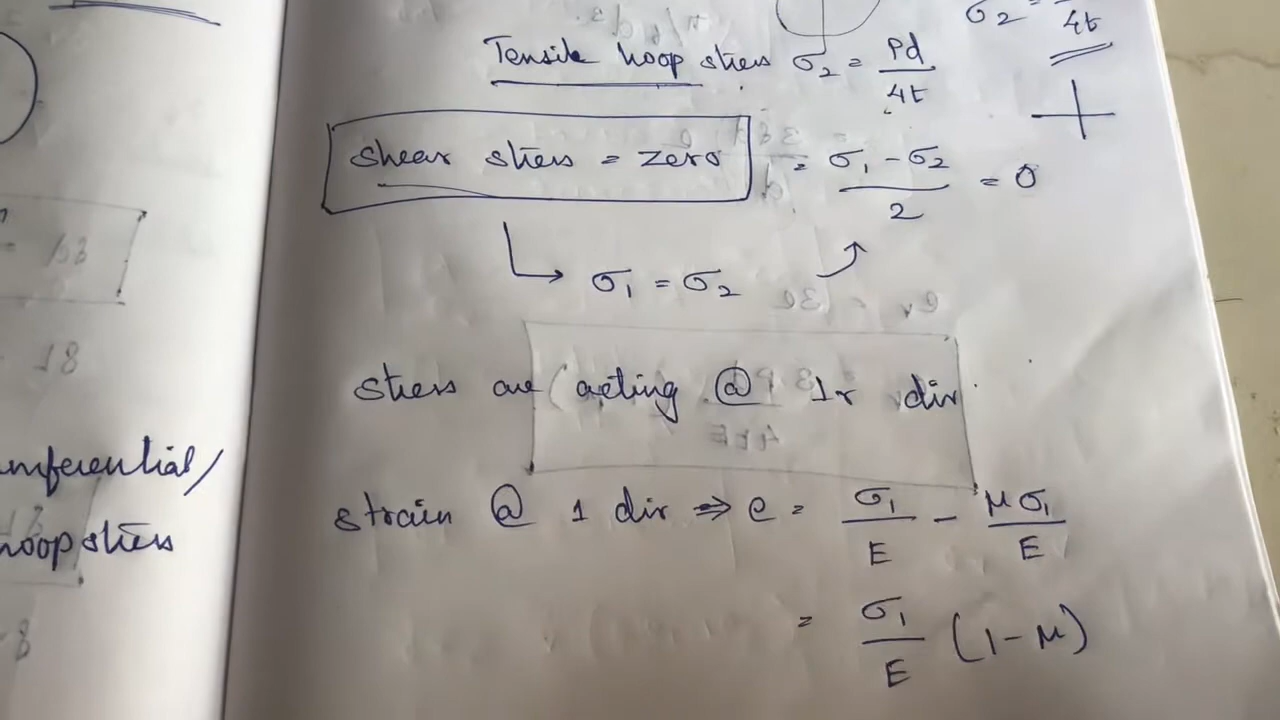 σ₂ =
4t
Tensile hoop stress σ₂ = Pd / 4t
shear stress = zero = (σ₁ - σ₂) / 2 = 0
σ₁ = σ₂
stress are acting @ 1r dir
strain @ 1 dir ⇒ e = σ₁/E - μσ₁/E
= σ₁/E (1-μ)
mferential/
hoop stress